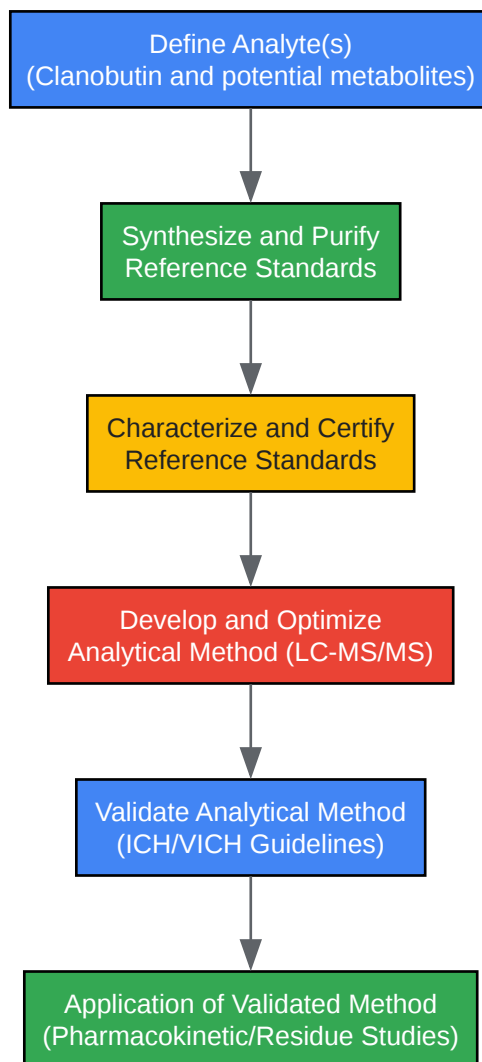 Define Analyte(s)
(Clanobutin and potential metabolites)
Synthesize and Purify
Reference Standards
Characterize and Certify
Reference Standards
Develop and Optimize
Analytical Method (LC-MS/MS)
Validate Analytical Method
(ICH/VICH Guidelines)
Application of Validated Method
(Pharmacokinetic/Residue Studies)